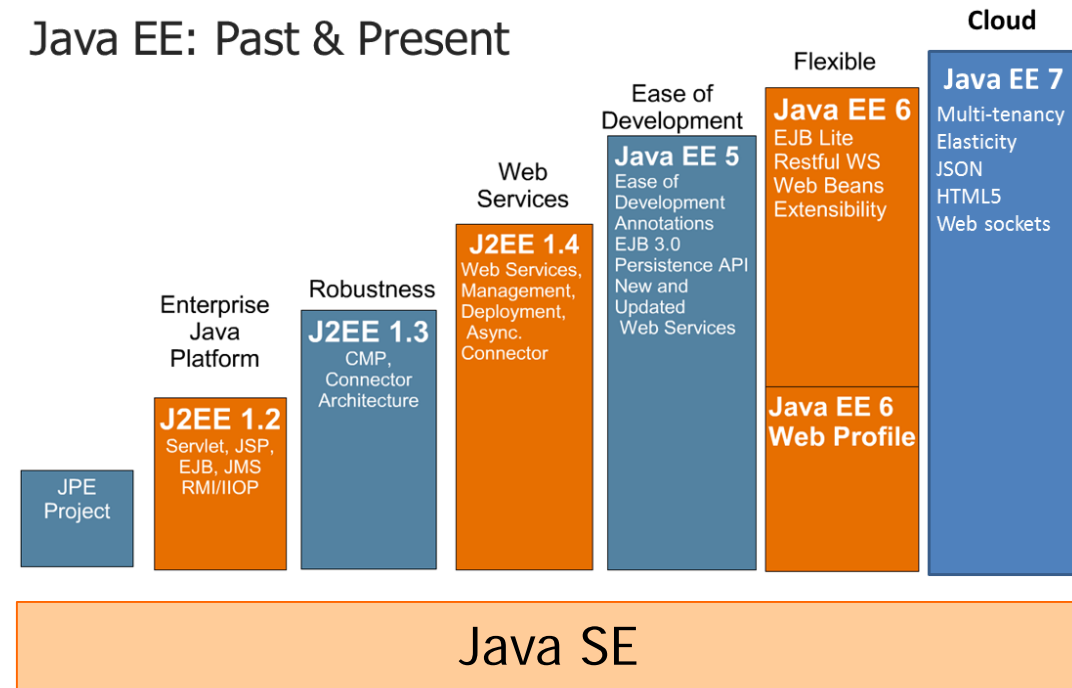 Java EE: Past & Present
JPE
Project
Enterprise
Java
Platform
J2EE 1.2
Servlet, JSP,
EJB, JMS
RMI/IIOP
Robustness
J2EE 1.3
CMP,
Connector
Architecture
Web
Services
J2EE 1.4
Web Services,
Management,
Deployment,
Async.
Connector
Ease of
Development
Java EE 5
Ease of
Development
Annotations
EJB 3.0
Persistence API
New and
Updated
Web Services
Flexible
Java EE 6
EJB Lite
Restful WS
Web Beans
Extensibility
Java EE 6
Web Profile
Cloud
Java EE 7
Multi-tenancy
Elasticity
JSON
HTML5
Web sockets
Java SE